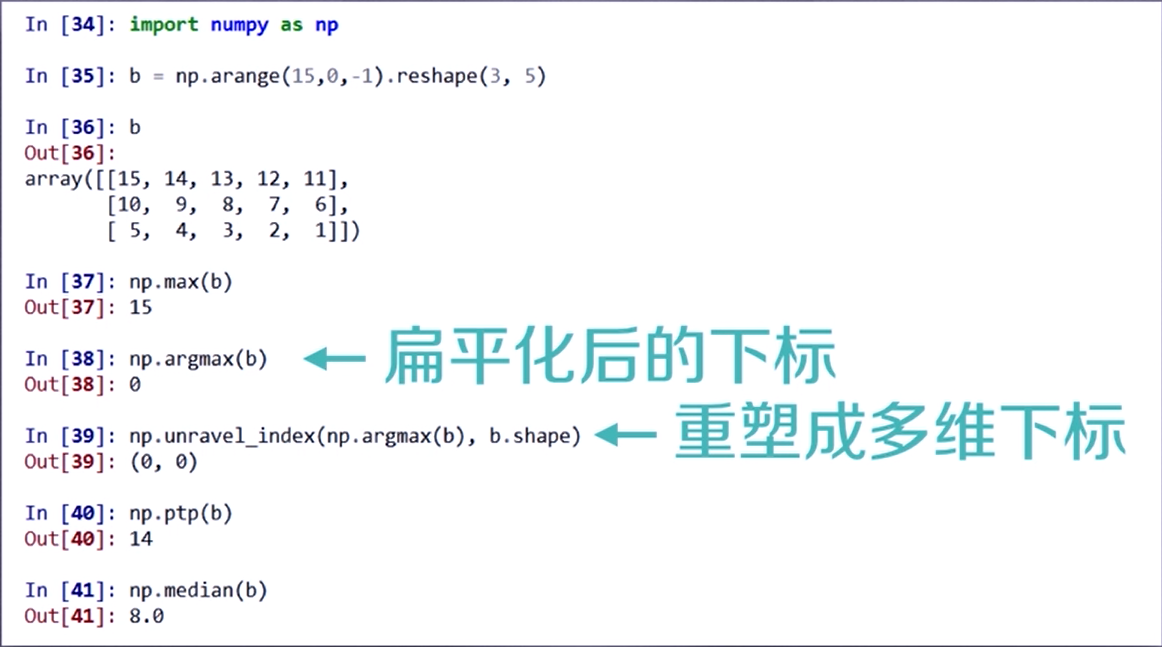 In [34]: import numpy as np
In [35]: b = np.arange(15,0,-1).reshape(3, 5)
In [36]: b
Out[36]:
array([[15, 14, 13, 12, 11],
       [10,  9,  8,  7,  6],
       [ 5,  4,  3,  2,  1]])
In [37]: np.max(b)
Out[37]: 15
In [38]: np.argmax(b) ← 扁平化后的下标
Out[38]: 0
In [39]: np.unravel_index(np.argmax(b), b.shape) ← 重塑成多维下标
Out[39]: (0, 0)
In [40]: np.ptp(b)
Out[40]: 14
In [41]: np.median(b)
Out[41]: 8.0